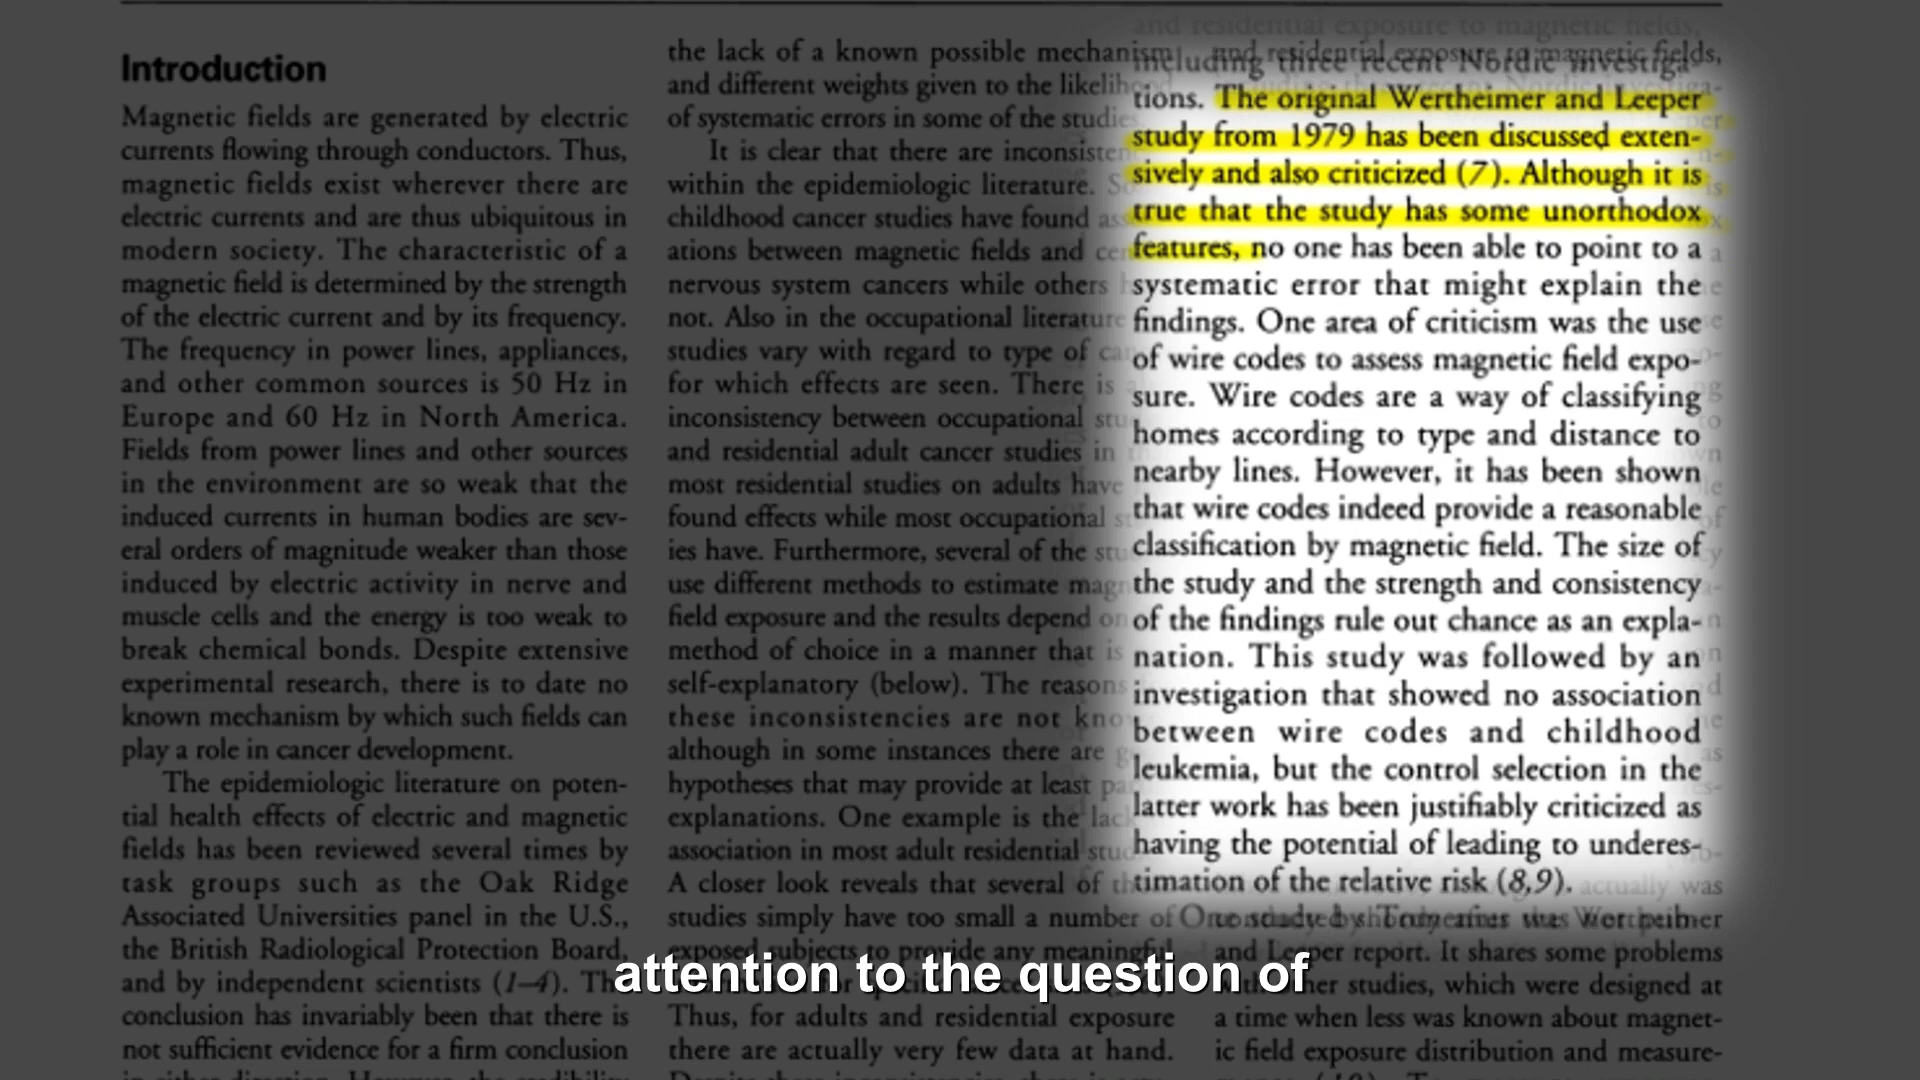 Introduction
Magnetic fields are generated by electric
currents flowing through conductors. Thus,
magnetic fields exist wherever there are
electric currents and are thus ubiquitous in
modern society. The characteristic of a
magnetic field is determined by the strength
of the electric current and by its frequency.
The frequency in power lines, appliances,
and other common sources is 50 Hz in
Europe and 60 Hz in North America.
Fields from power lines and other sources
in the environment are so weak that the
induced currents in human bodies are sev-
eral orders of magnitude weaker than those
induced by electric activity in nerve and
muscle cells and the energy is too weak to
break chemical bonds. Despite extensive
experimental research, there is to date no
known mechanism by which such fields can
play a role in cancer development.
The epidemiologic literature on poten-
tial health effects of electric and magnetic
fields has been reviewed several times by
task groups such as the Oak Ridge
Associated Universities panel in the U.S.,
the British Radiological Protection Board,
and by independent scientists (1–4).
conclusion has invariably been that there is
not sufficient evidence for a firm conclusion
the lack of a known possible mechanism
and different weights given to the
of systematic errors in some of the studies
It is clear that there are
within the epidemiologic literature.
childhood cancer studies have found
ations between magnetic fields and
nervous system cancers while others
not. Also in the occupational literature
studies vary with regard to type of
for which effects are seen. There is
inconsistency between occupational
and residential adult cancer studies in
most residential studies on adults have
found effects while most occupational
ies have. Furthermore, several of the
use different methods to estimate
field exposure and the results depend on
method of choice in a manner that is
self-explanatory (below). The reasons
these inconsistencies are not
although in some instances there are
hypotheses that may provide at least
explanations. One example is the lack
association in most adult residential
A closer look reveals that several of
studies simply have too small a number of
exposed subjects to provide any meaningful
Thus, for adults and residential exposure
there are actually very few data at hand.
and residential exposure to magnetic fields,
including three recent Nordic investiga-
tions. The original Wertheimer and Leeper
study from 1979 has been discussed exten-
sively and also criticized (7). Although it is
true that the study has some unorthodox
features, no one has been able to point to a
systematic error that might explain the
findings. One area of criticism was the use
of wire codes to assess magnetic field expo-
sure. Wire codes are a way of classifying
homes according to type and distance to
nearby lines. However, it has been shown
that wire codes indeed provide a reasonable
classification by magnetic field. The size of
the study and the strength and consistency
of the findings rule out chance as an expla-
nation. This study was followed by an
investigation that showed no association
between wire codes and childhood
leukemia, but the control selection in the
latter work has been justifiably criticized as
having the potential of leading to underes-
timation of the relative risk (8,9).
and Leeper report. It shares some problems
other studies, which were designed at
a time when less was known about magnet-
ic field exposure distribution and measure-
attention to the question of